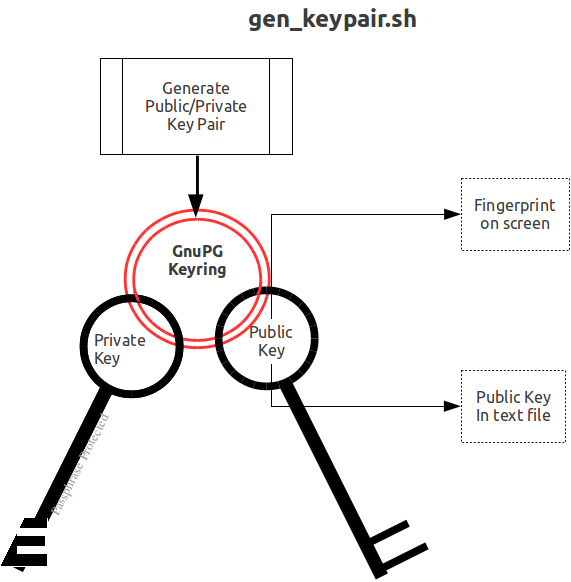 gen_keypair.sh
Generate
Public/Private
Key Pair
GnuPG
Keyring
Fingerprint
on screen
Private
Key
Public
Key
Public Key
In text file
Passphrase Protected